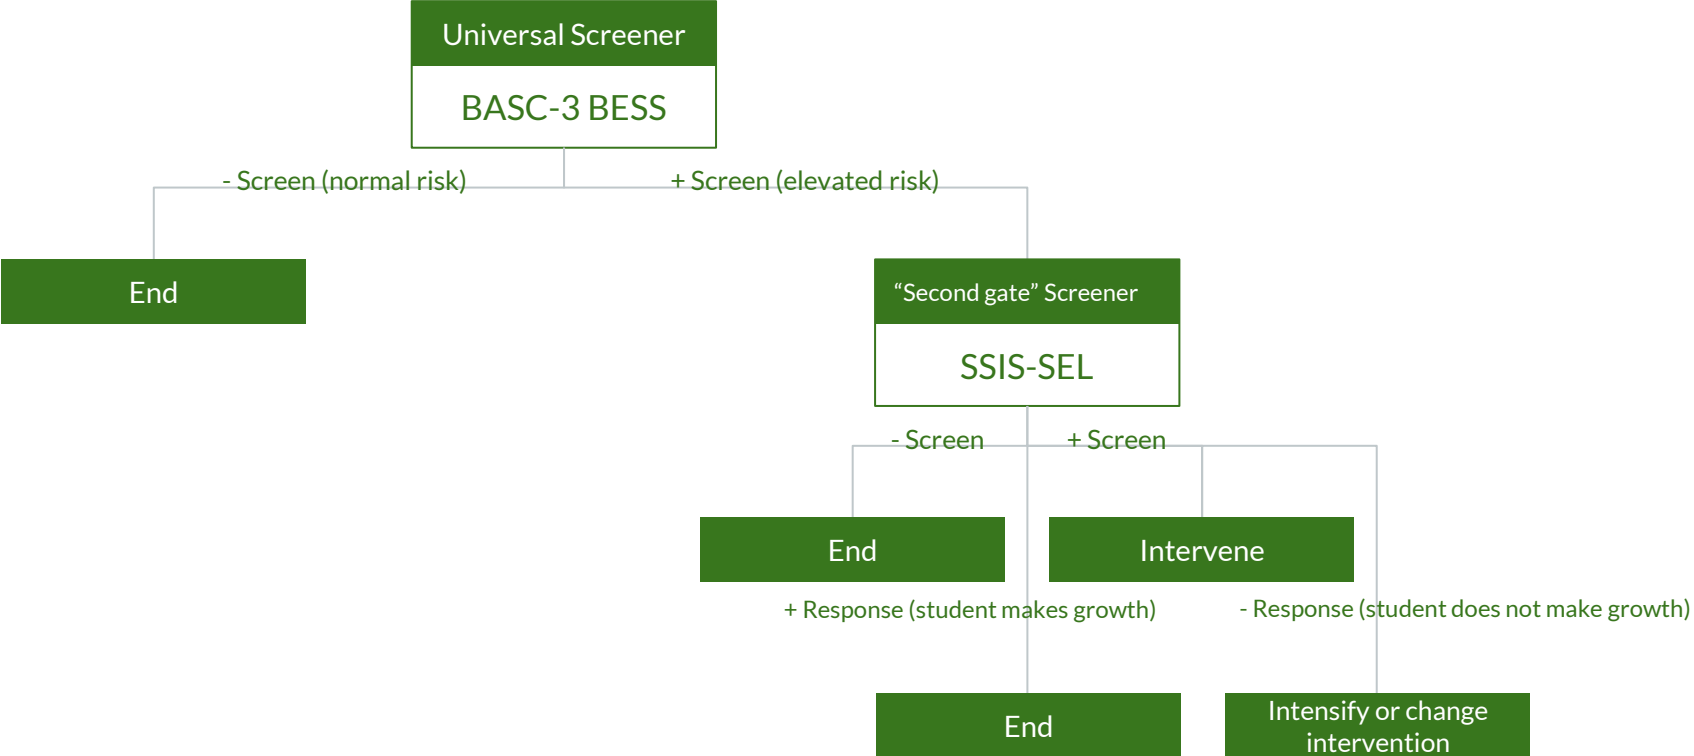 Universal Screener
BASC-3 BESS
- Screen (normal risk)
+ Screen (elevated risk)
End
“Second gate” Screener
SSIS-SEL
- Screen
+ Screen
End
Intervene
+ Response (student makes growth)
- Response (student does not make growth)
End
Intensify or change
intervention